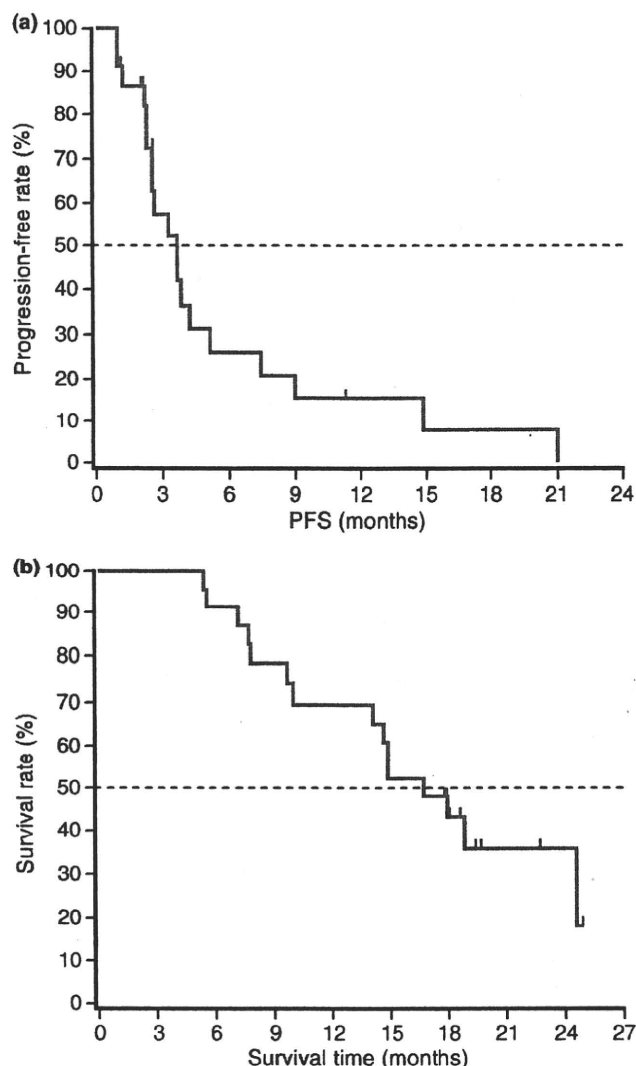 (a)
100
90
80
70
60
50
40
30
20
10
0
Progression-free rate (%)
0 3 6 9 12 15 18 21 24
PFS (months)
(b)
100
90
80
70
60
50
40
30
20
10
0
Survival rate (%)
0 3 6 9 12 15 18 21 24 27
Survival time (months)